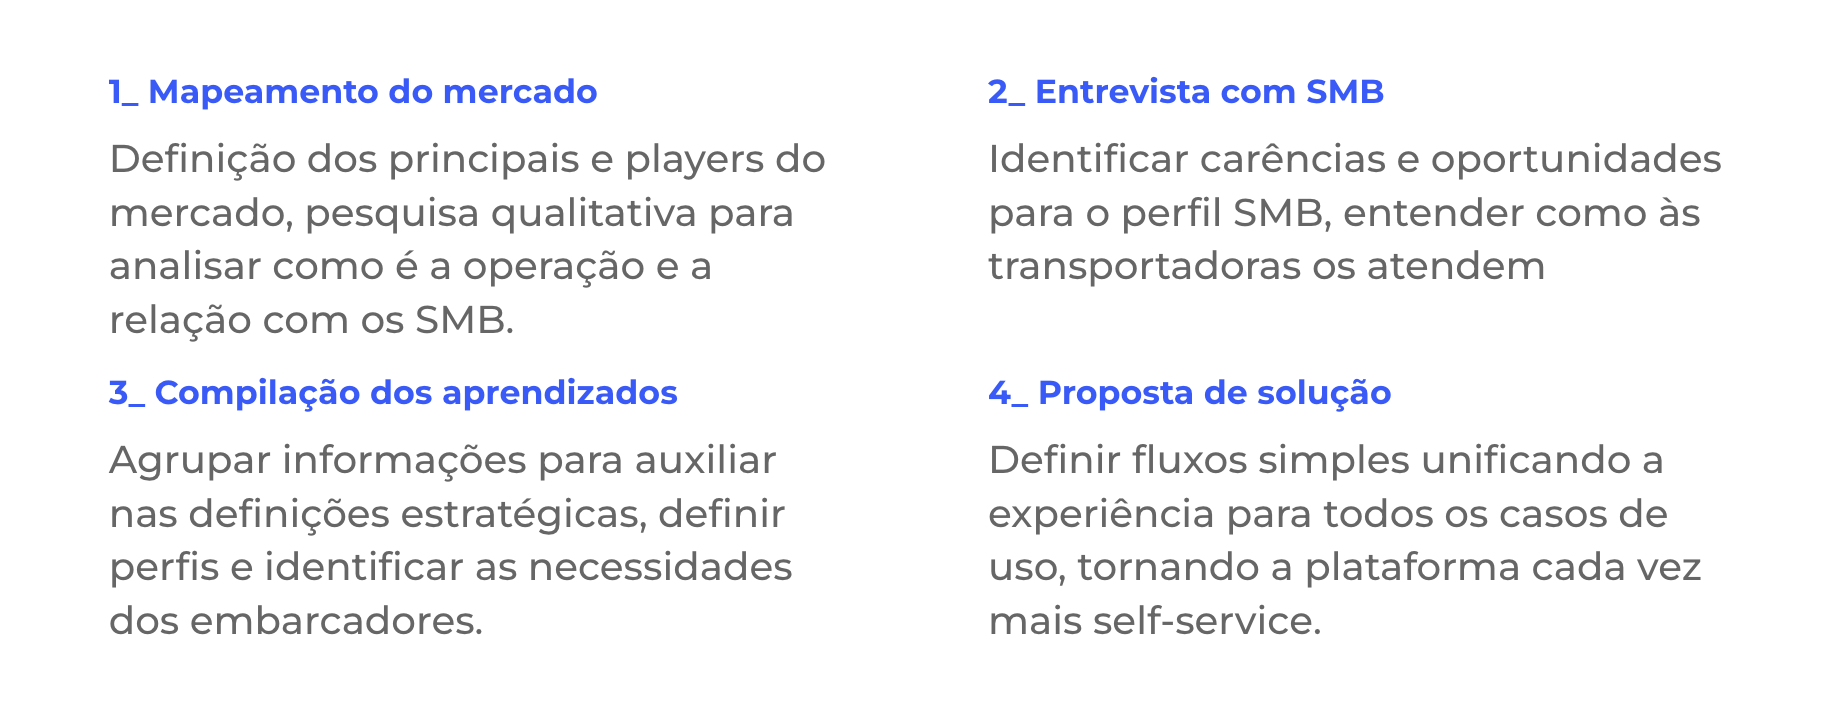 1_ Mapeamento do mercado
Definição dos principais e players do
mercado, pesquisa qualitativa para
analisar como é a operação e a
relação com os SMB.
2_ Entrevista com SMB
Identificar carências e oportunidades
para o perfil SMB, entender como às
transportadoras os atendem
3_ Compilação dos aprendizados
Agrupar informações para auxiliar
nas definições estratégicas, definir
perfis e identificar as necessidades
dos embarcadores.
4_ Proposta de solução
Definir fluxos simples unificando a
experiência para todos os casos de
uso, tornando a plataforma cada vez
mais self-service.